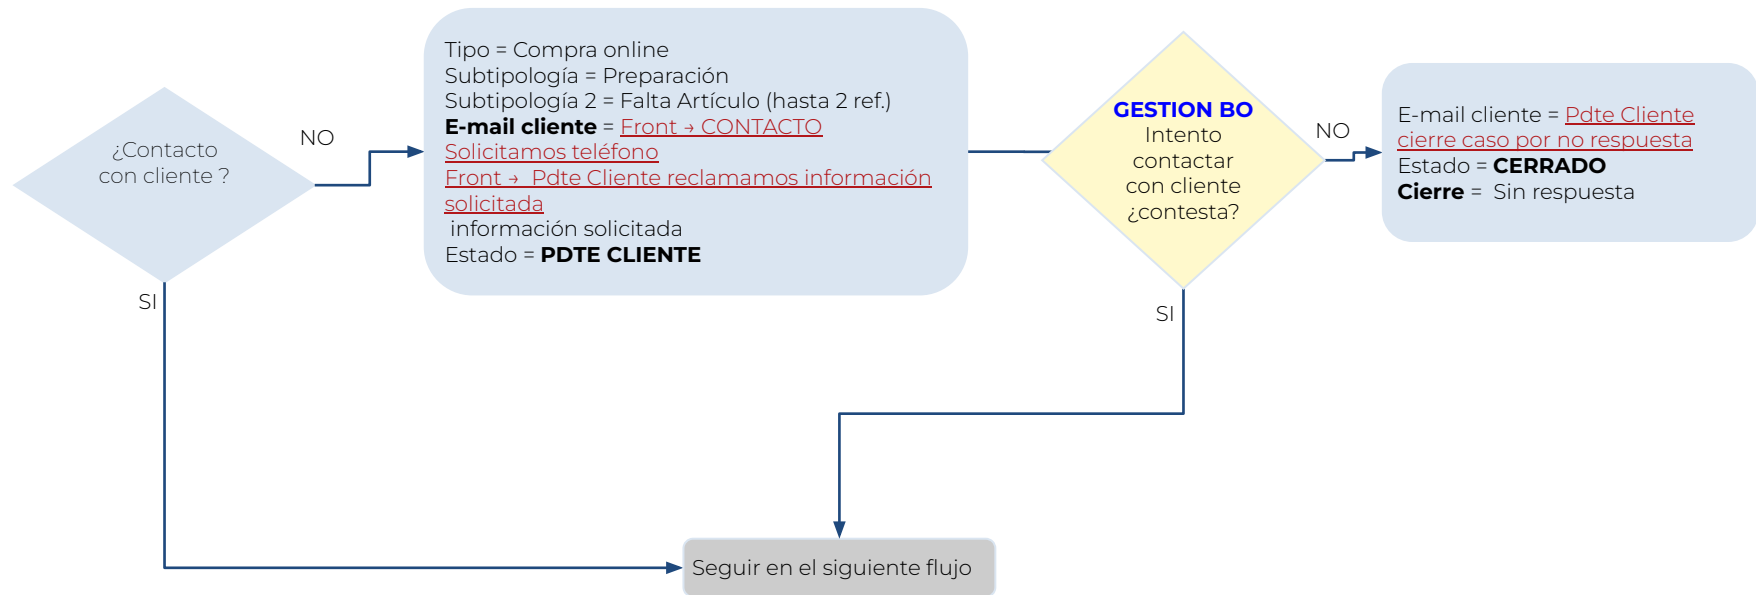 ¿Contacto
con cliente ?
NO
SI
Tipo = Compra online
Subtipología = Preparación
Subtipología 2 = Falta Artículo (hasta 2 ref.)
E-mail cliente = Front → CONTACTO
Solicitamos teléfono
Front → Pdte Cliente reclamamos información
solicitada
información solicitada
Estado = PDTE CLIENTE
GESTION BO
Intento
contactar
con cliente
¿contesta?
NO
SI
E-mail cliente = Pdte Cliente
cierre caso por no respuesta
Estado = CERRADO
Cierre = Sin respuesta
Seguir en el siguiente flujo